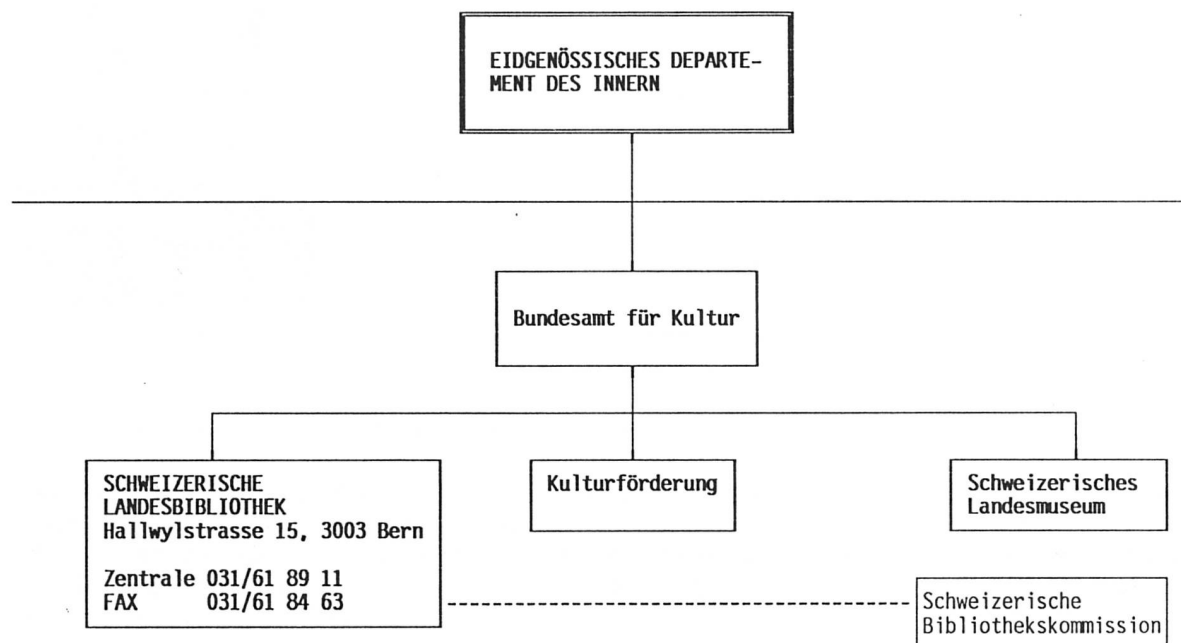 EIDGENÖSSISCHES DEPARTE-
MENT DES INNERN
Bundesamt für Kultur
SCHWEIZERISCHE
LANDESBIBLIOTHEK
Hallwylstrasse 15, 3003 Bern
Zentrale 031/61 89 11
FAX 031/61 84 63
Kulturförderung
Schweizerisches
Landesmuseum
Schweizerische
Bibliothekskommission